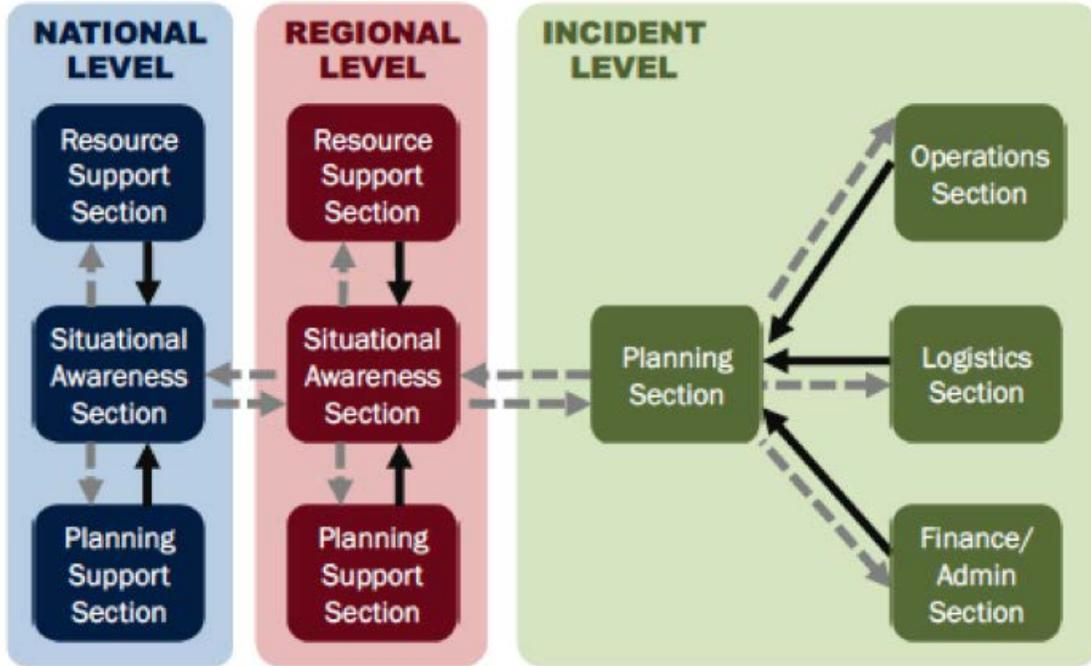 NATIONAL
LEVEL
Resource
Support
Section
Situational
Awareness
Section
Planning
Support
Section
REGIONAL
LEVEL
Resource
Support
Section
Situational
Awareness
Section
Planning
Support
Section
INCIDENT
LEVEL
Planning
Section
Operations
Section
Logistics
Section
Finance/
Admin
Section